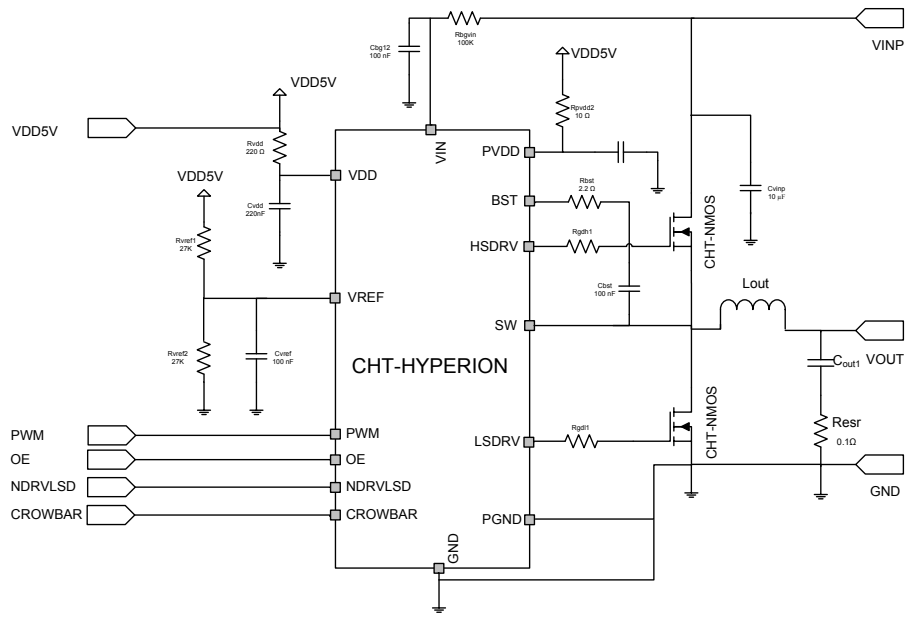 Rbgvin
100K
Cbg12
100 nF
VINP
VDD5V
VDD5V
Rpvdd2
10 Ω
VDD5V
Rvdd
220 Ω
VIN
PVDD
VDD
VDD5V
Rbst
2.2 Ω
BST
Cvinp
10 µF
Cvdd
220nF
CHT-NMOS
Rgdh1
HSDRV
Rvref1
27K
Lout
Cbst
100 nF
VREF
SW
VOUT
Cout1
Rvref2
27K
Cvref
100 nF
CHT-HYPERION
CHT-NMOS
Resr
0.1Ω
PWM
PWM
Rgdl1
LSDRV
OE
OE
NDRVLSD
NDRVLSD
GND
CROWBAR
CROWBAR
PGND
GND